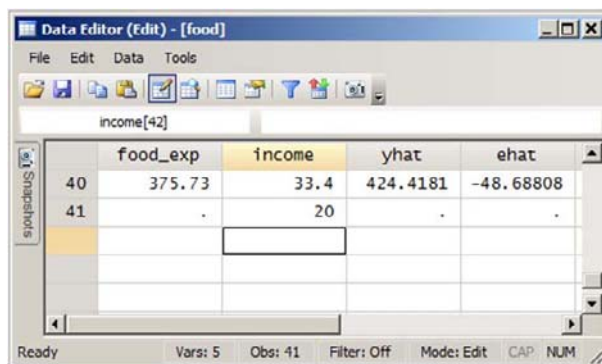 Data Editor (Edit) - [food]
File Edit Data Tools
income[42]
Snapshots
food_exp income yhat ehat
40 375.73 33.4 424.4181 -48.68808
41 . 20 . .
Ready Vars: 5 Obs: 41 Filter: Off Mode: Edit CAP NUM